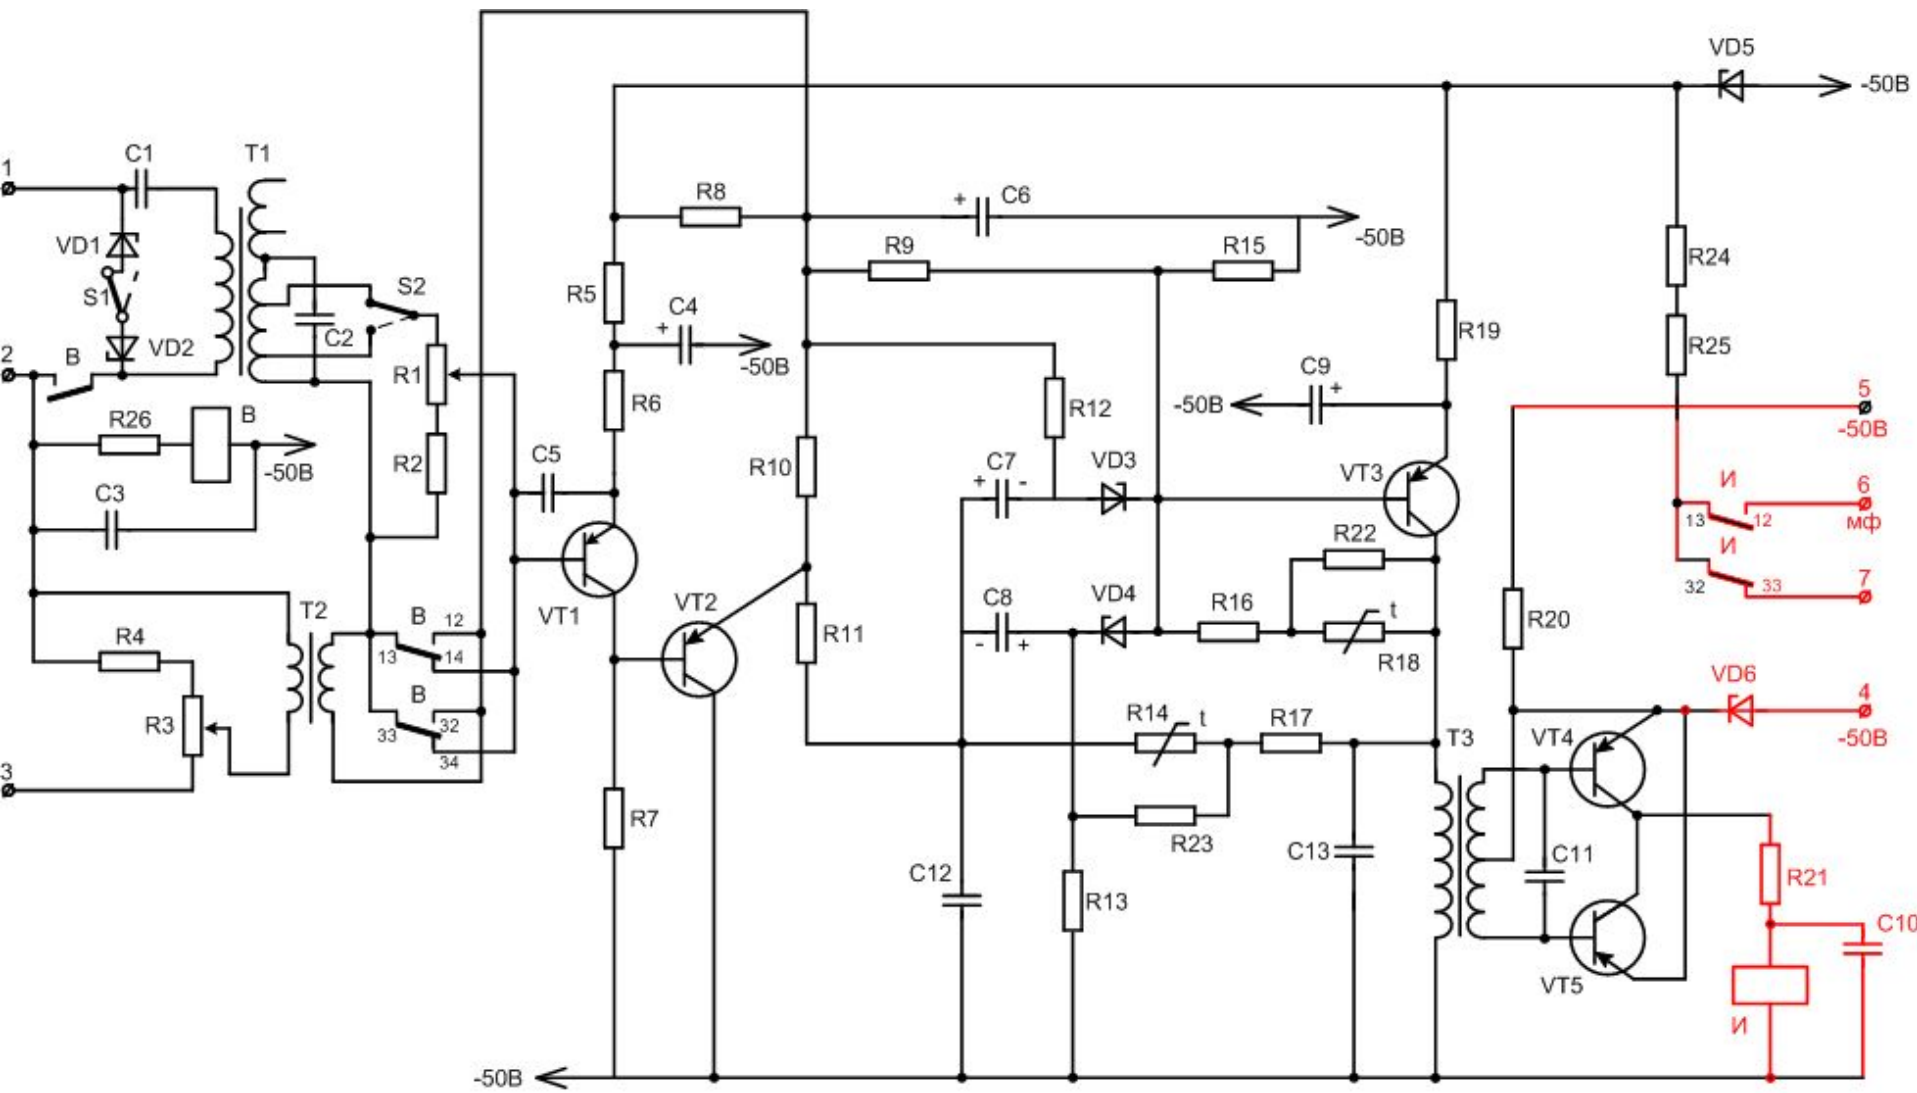 VD5
-50В
1
C1
T1
VD1
S1
VD2
2
В
C2
S2
R1
R2
R26
В
-50В
C3
T2
R4
R3
3
В
12
13
14
В
32
33
34
R8
+
C6
-50В
R9
R15
R5
+
C4
-50В
R6
C5
VT1
VT2
R7
R10
R11
R12
+
C7
-
VD3
C8
-
+
VD4
R16
R22
R18
t
R14
t
R17
R23
R13
C12
C13
R19
C9
+
-50В
VT3
R24
R25
5
-50В
И
6
13
12
мф
И
7
32
33
R20
VD6
4
-50В
T3
VT4
C11
VT5
R21
C10
И
-50В